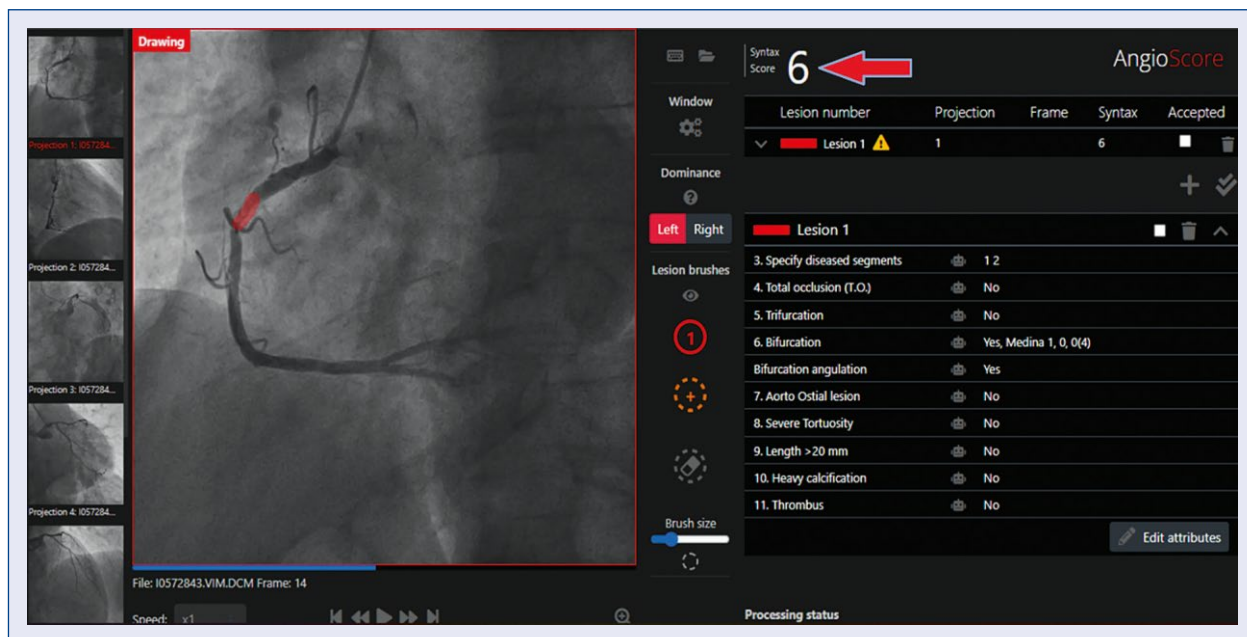 Drawing
Projection 1: I057284...
Projection 2: I057284...
Projection 3: I057284...
Projection 4: I057284...
File: I0572843.VIM.DCM Frame: 14
Speed: x1
Window
Dominance
Left Right
Lesion brushes
1
Brush size
Syntax
Score 6
AngioScore
Lesion number Projection Frame Syntax Accepted
Lesion 1 1 6
Lesion 1
3. Specify diseased segments 1 2
4. Total occlusion (T.O.) No
5. Trifurcation No
6. Bifurcation Yes, Medina 1, 0, 0(4)
Bifurcation angulation Yes
7. Aorto Ostial lesion No
8. Severe Tortuosity No
9. Length >20 mm No
10. Heavy calcification No
11. Thrombus No
Edit attributes
Processing status